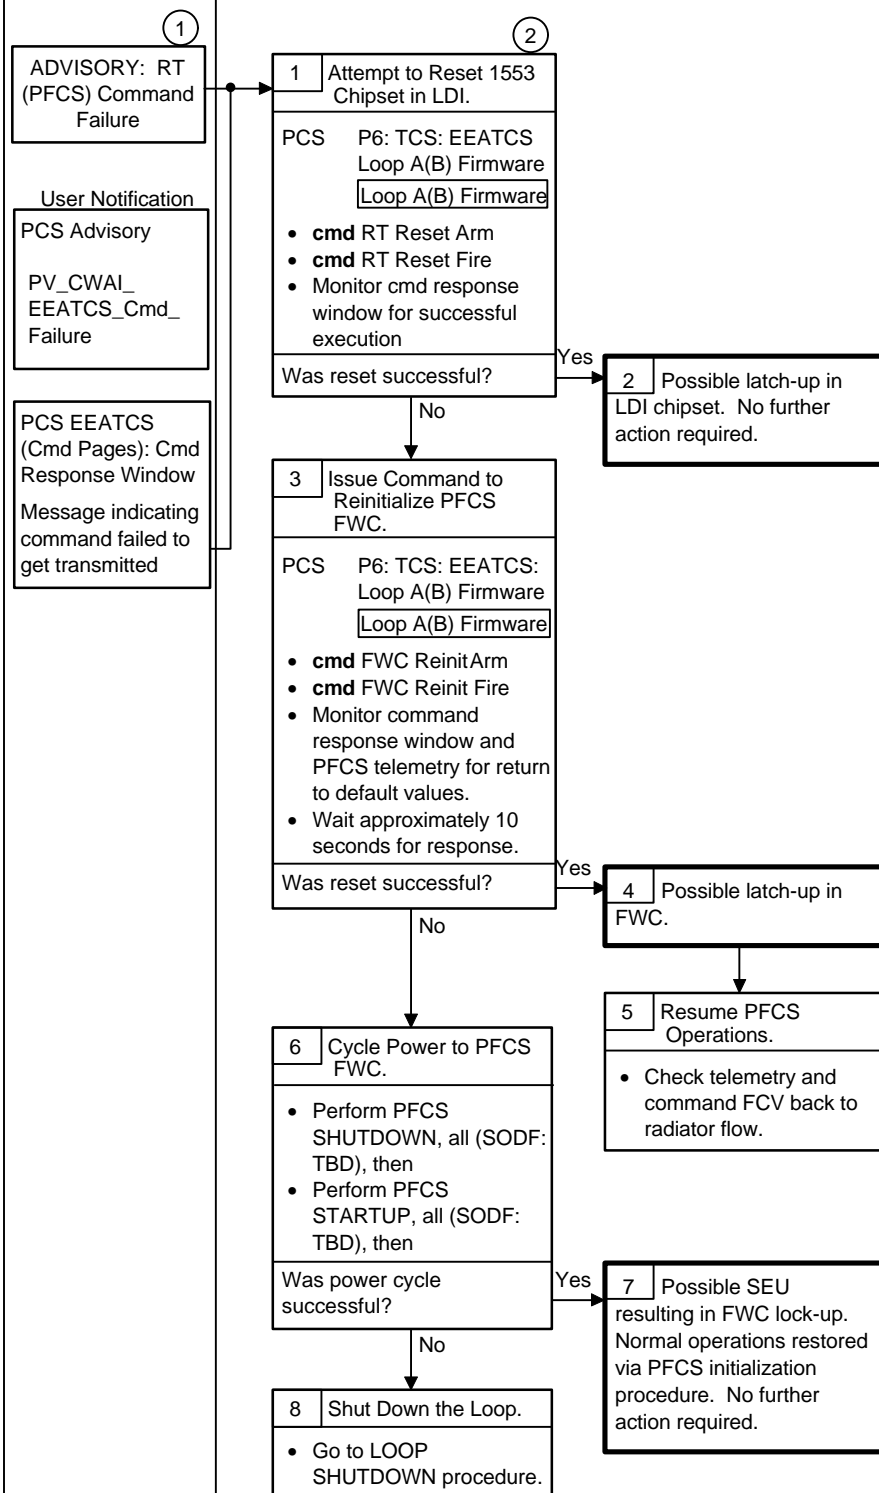 1
ADVISORY: RT
(PFCS) Command
Failure
User Notification
PCS Advisory
PV_CWAI_
EEATCS_Cmd_
Failure
PCS EEATCS
(Cmd Pages): Cmd
Response Window
Message indicating
command failed to
get transmitted
2
1 Attempt to Reset 1553
Chipset in LDI.
PCS P6: TCS: EEATCS
Loop A(B) Firmware
Loop A(B) Firmware
• cmd RT Reset Arm
• cmd RT Reset Fire
• Monitor cmd response
window for successful
execution
Was reset successful?
Yes
No
2 Possible latch-up in
LDI chipset. No further
action required.
3 Issue Command to
Reinitialize PFCS
FWC.
PCS P6: TCS: EEATCS:
Loop A(B) Firmware
Loop A(B) Firmware
• cmd FWC Reinit Arm
• cmd FWC Reinit Fire
• Monitor command
response window and
PFCS telemetry for return
to default values.
• Wait approximately 10
seconds for response.
Was reset successful?
Yes
No
4 Possible latch-up in
FWC.
5 Resume PFCS
Operations.
• Check telemetry and
command FCV back to
radiator flow.
6 Cycle Power to PFCS
FWC.
• Perform PFCS
SHUTDOWN, all (SODF:
TBD), then
• Perform PFCS
STARTUP, all (SODF:
TBD), then
Was power cycle
successful?
Yes
No
7 Possible SEU
resulting in FWC lock-up.
Normal operations restored
via PFCS initialization
procedure. No further
action required.
8 Shut Down the Loop.
• Go to LOOP
SHUTDOWN procedure.